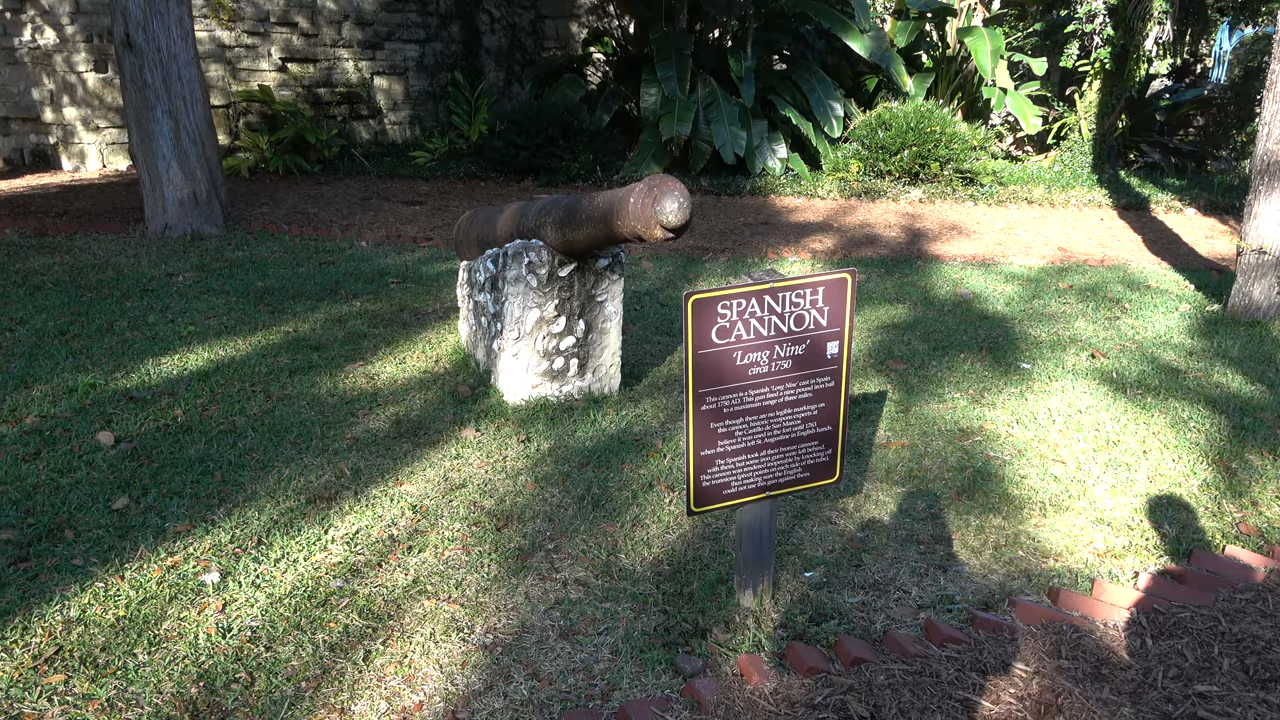 SPANISH
CANNON
'Long Nine'
circa 1750
This cannon is a Spanish 'Long Nine' cast in Spain
about 1750 AD. This gun fired a nine pound iron ball
to a maximum range of three miles.
Even though there are no legible markings on
this cannon, historic weapons experts at
the Castillo de San Marcos
believe it was used in the fort until 1763
when the Spanish left St. Augustine in English hands.
The Spanish took all their bronze cannons
with them, but some iron guns were left behind.
This cannon was rendered inoperable by knocking off
the trunnions (pivot points on each side of the tube),
thus making sure the English
could not use this gun against them.